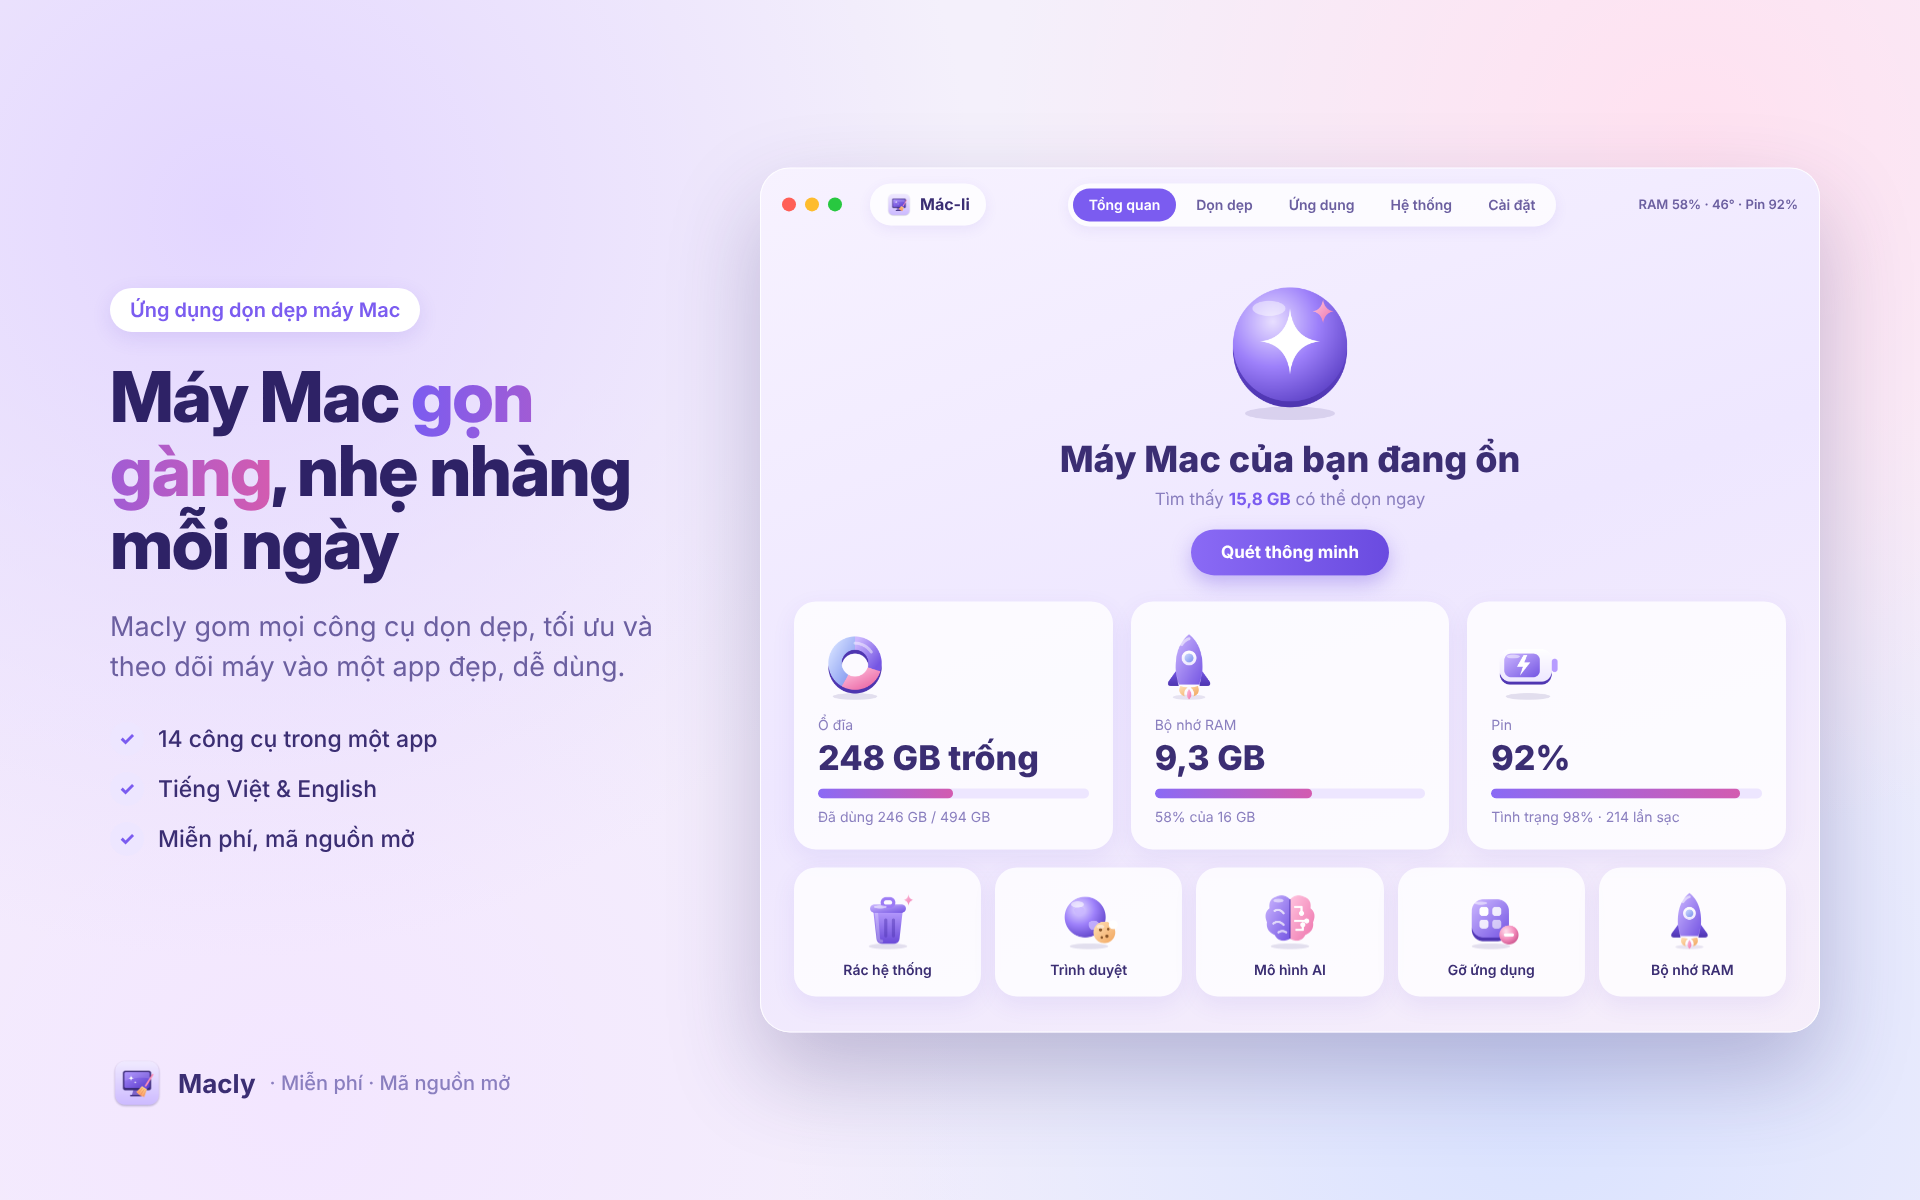 Ứng dụng dọn dẹp máy Mac
Máy Mac gọn
gàng, nhẹ nhàng
mỗi ngày
Macly gom mọi công cụ dọn dẹp, tối ưu và
theo dõi máy vào một app đẹp, dễ dùng.
14 công cụ trong một app
Tiếng Việt & English
Miễn phí, mã nguồn mở
Macly · Miễn phí · Mã nguồn mở
Mác-li
Tổng quan Dọn dẹp Ứng dụng Hệ thống Cài đặt
RAM 58% · 46° · Pin 92%
Máy Mac của bạn đang ổn
Tìm thấy 15,8 GB có thể dọn ngay
Quét thông minh
Ổ đĩa
248 GB trống
Đã dùng 246 GB / 494 GB
Bộ nhớ RAM
9,3 GB
58% của 16 GB
Pin
92%
Tình trạng 98% · 214 lần sạc
Rác hệ thống
Trình duyệt
Mô hình AI
Gỡ ứng dụng
Bộ nhớ RAM